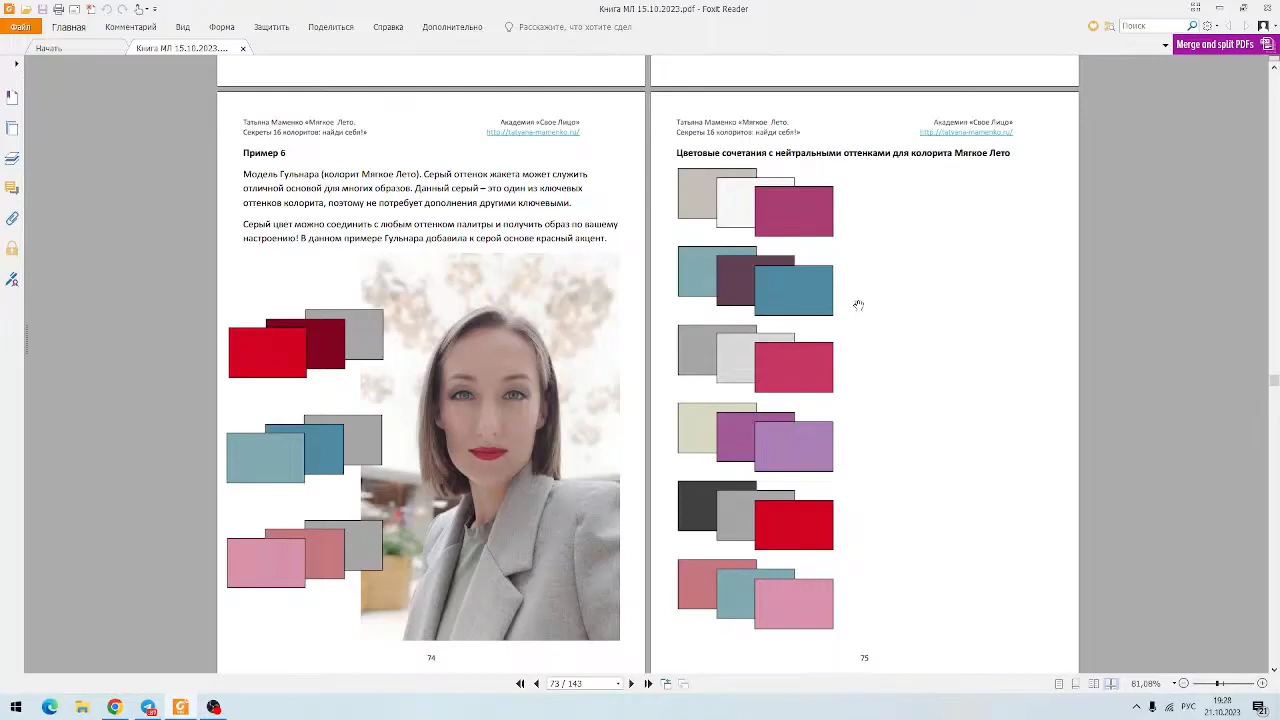 Книга МЛ 15.10.2023.pdf - Foxit Reader
Файл Главная Комментарий Вид Форма Защита Поделиться Справка Расскажите, что хотите сдел Поиск
Начать Книга МЛ 15.10.2023.... Merge and split PDFs
Татьяна Маменко «Мягкое Лето. Академия «Свое Лицо»
Секреты 16 колоритов: найди себя!» http://tatyana-mamenko.ru/
Пример 6
Модель Гульнара (колорит Мягкое Лето). Серый оттенок жакета может служить
отличной основой для многих образов. Данный серый – это один из ключевых
оттенков колорита, поэтому не потребует дополнения другими ключевыми.
Серый цвет можно соединить с любым оттенком палитры и получить образ по вашему
настроению! В данном примере Гульнара добавила к серой основе красный акцент.
74
Татьяна Маменко «Мягкое Лето. Академия «Свое Лицо»
Секреты 16 колоритов: найди себя!» http://tatyana-mamenko.ru/
Цветовые сочетания с нейтральными оттенками для колорита Мягкое Лето
75
73 / 143 81,08%
19:28
РУС
21.10.2023
21